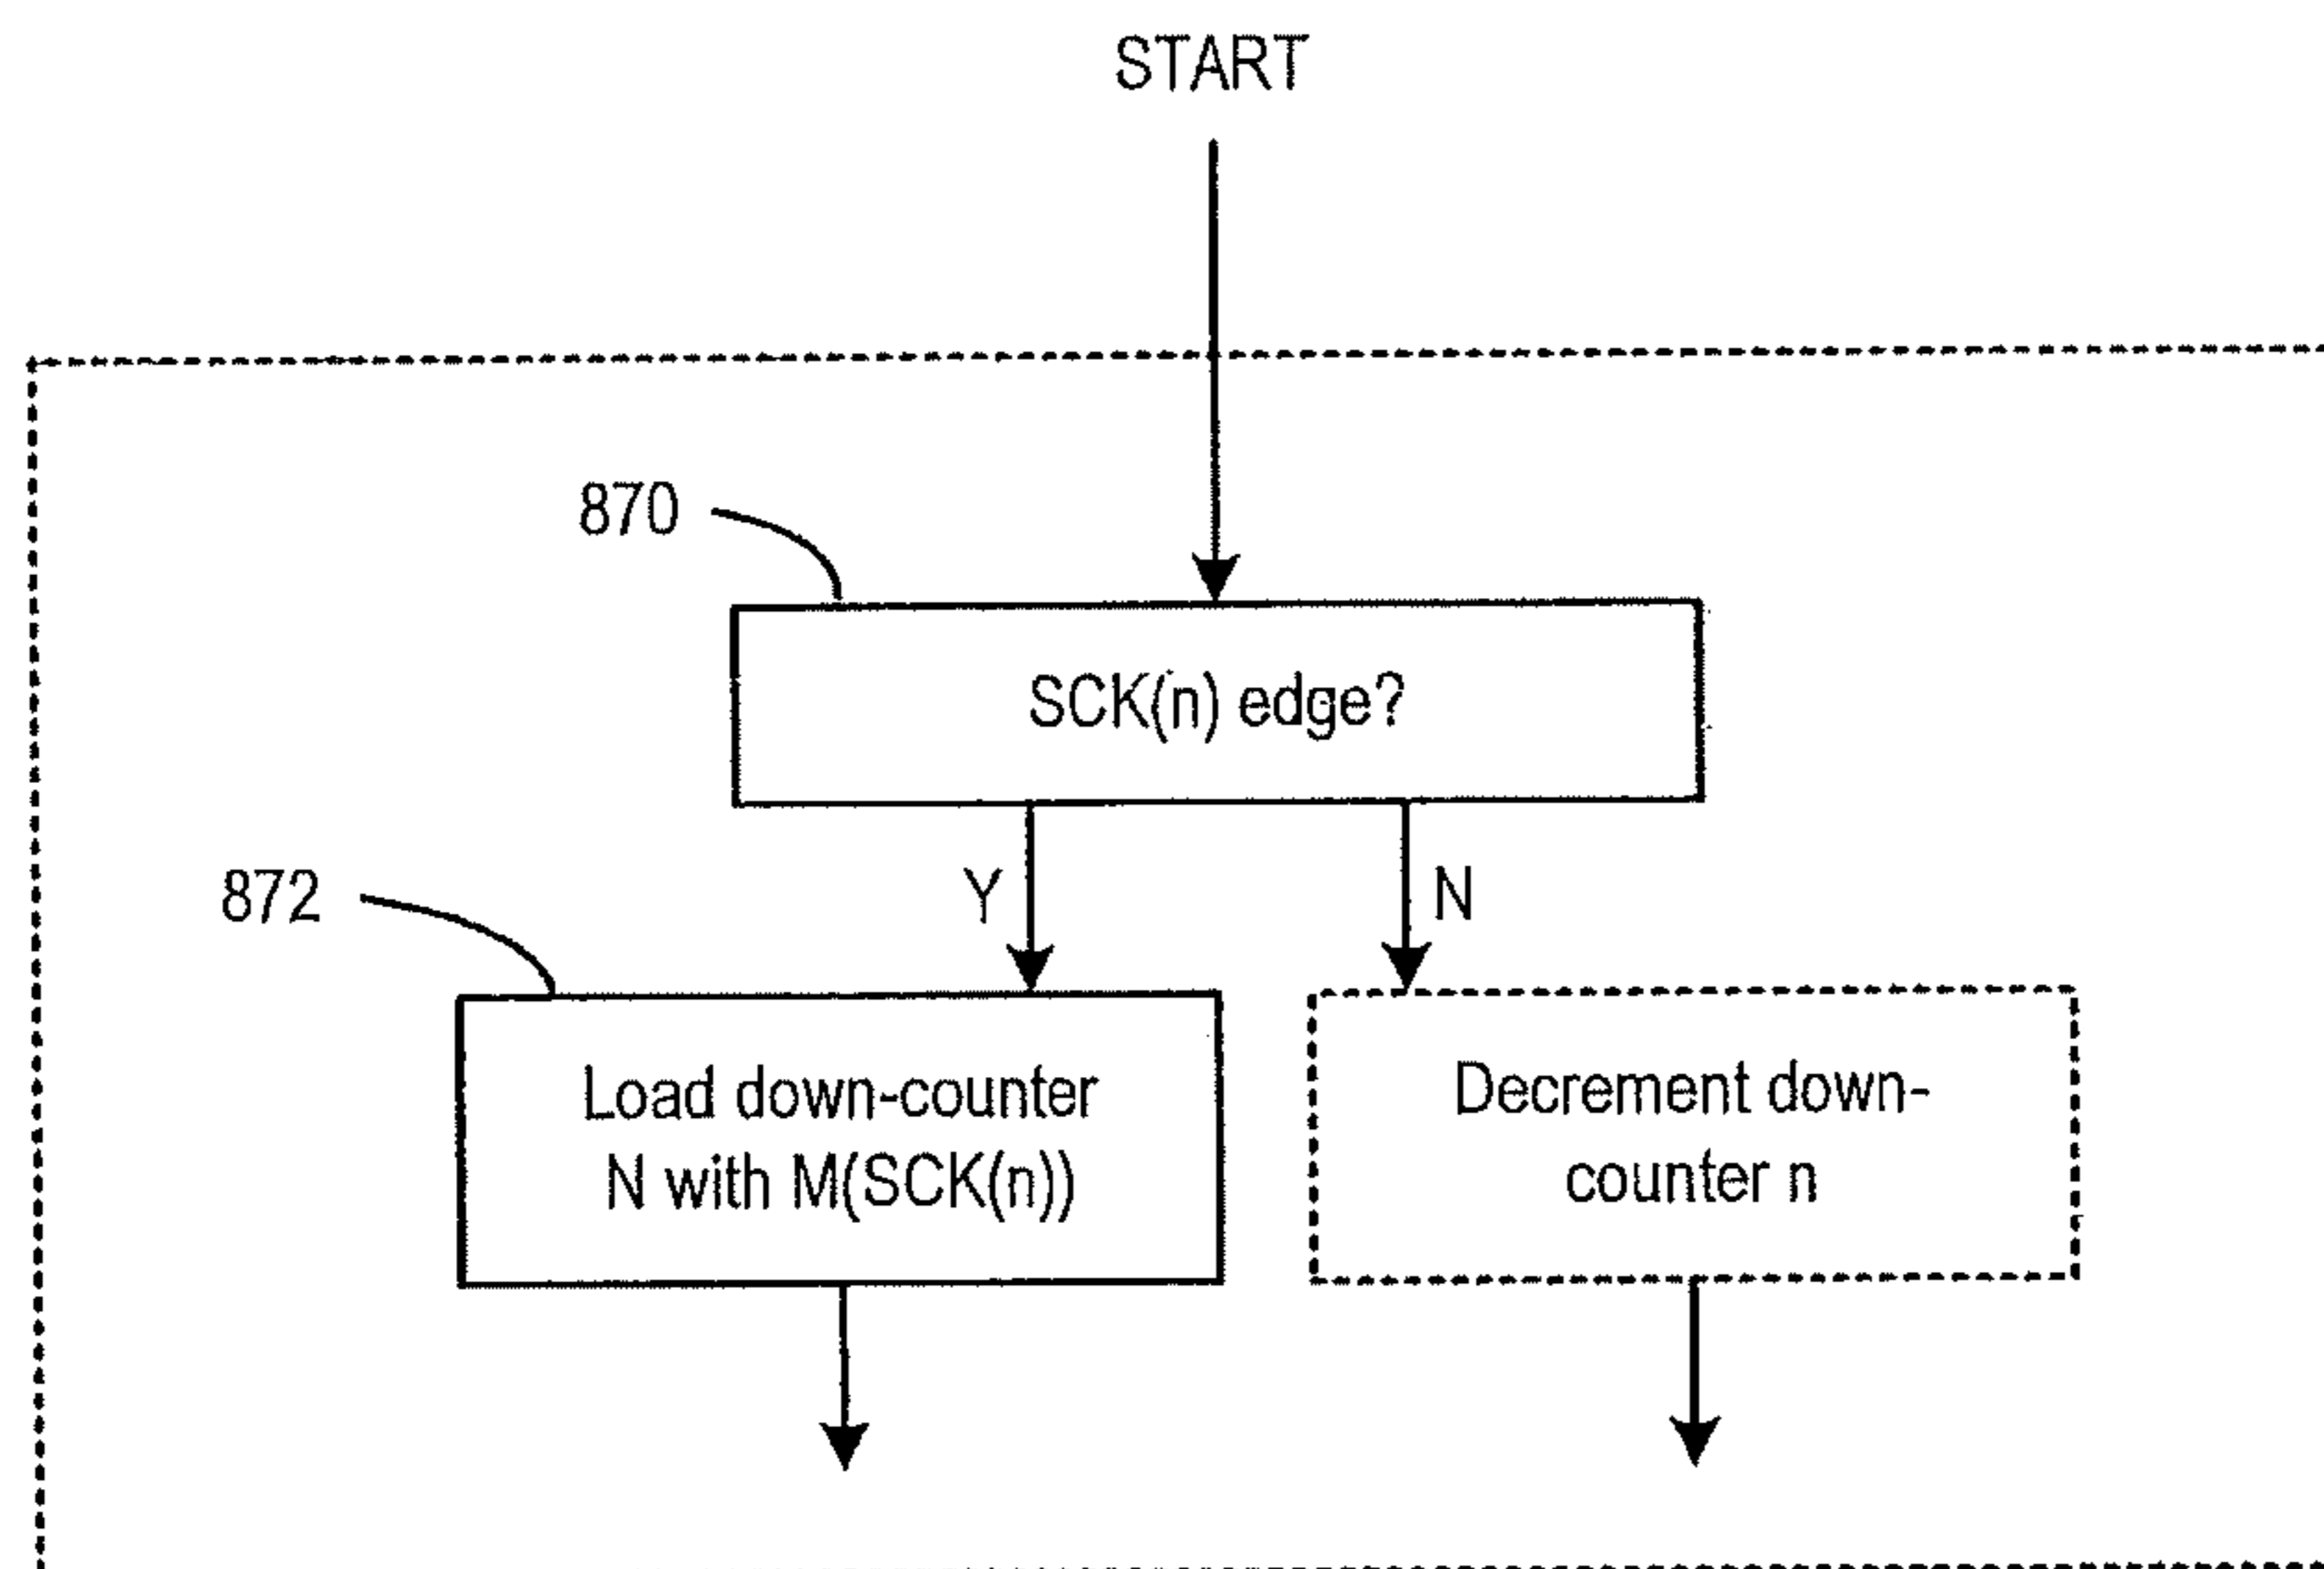 START
870
SCK(n) edge?
872
Y
N
Load down-counter
N with M(SCK(n))
Decrement down-
counter n